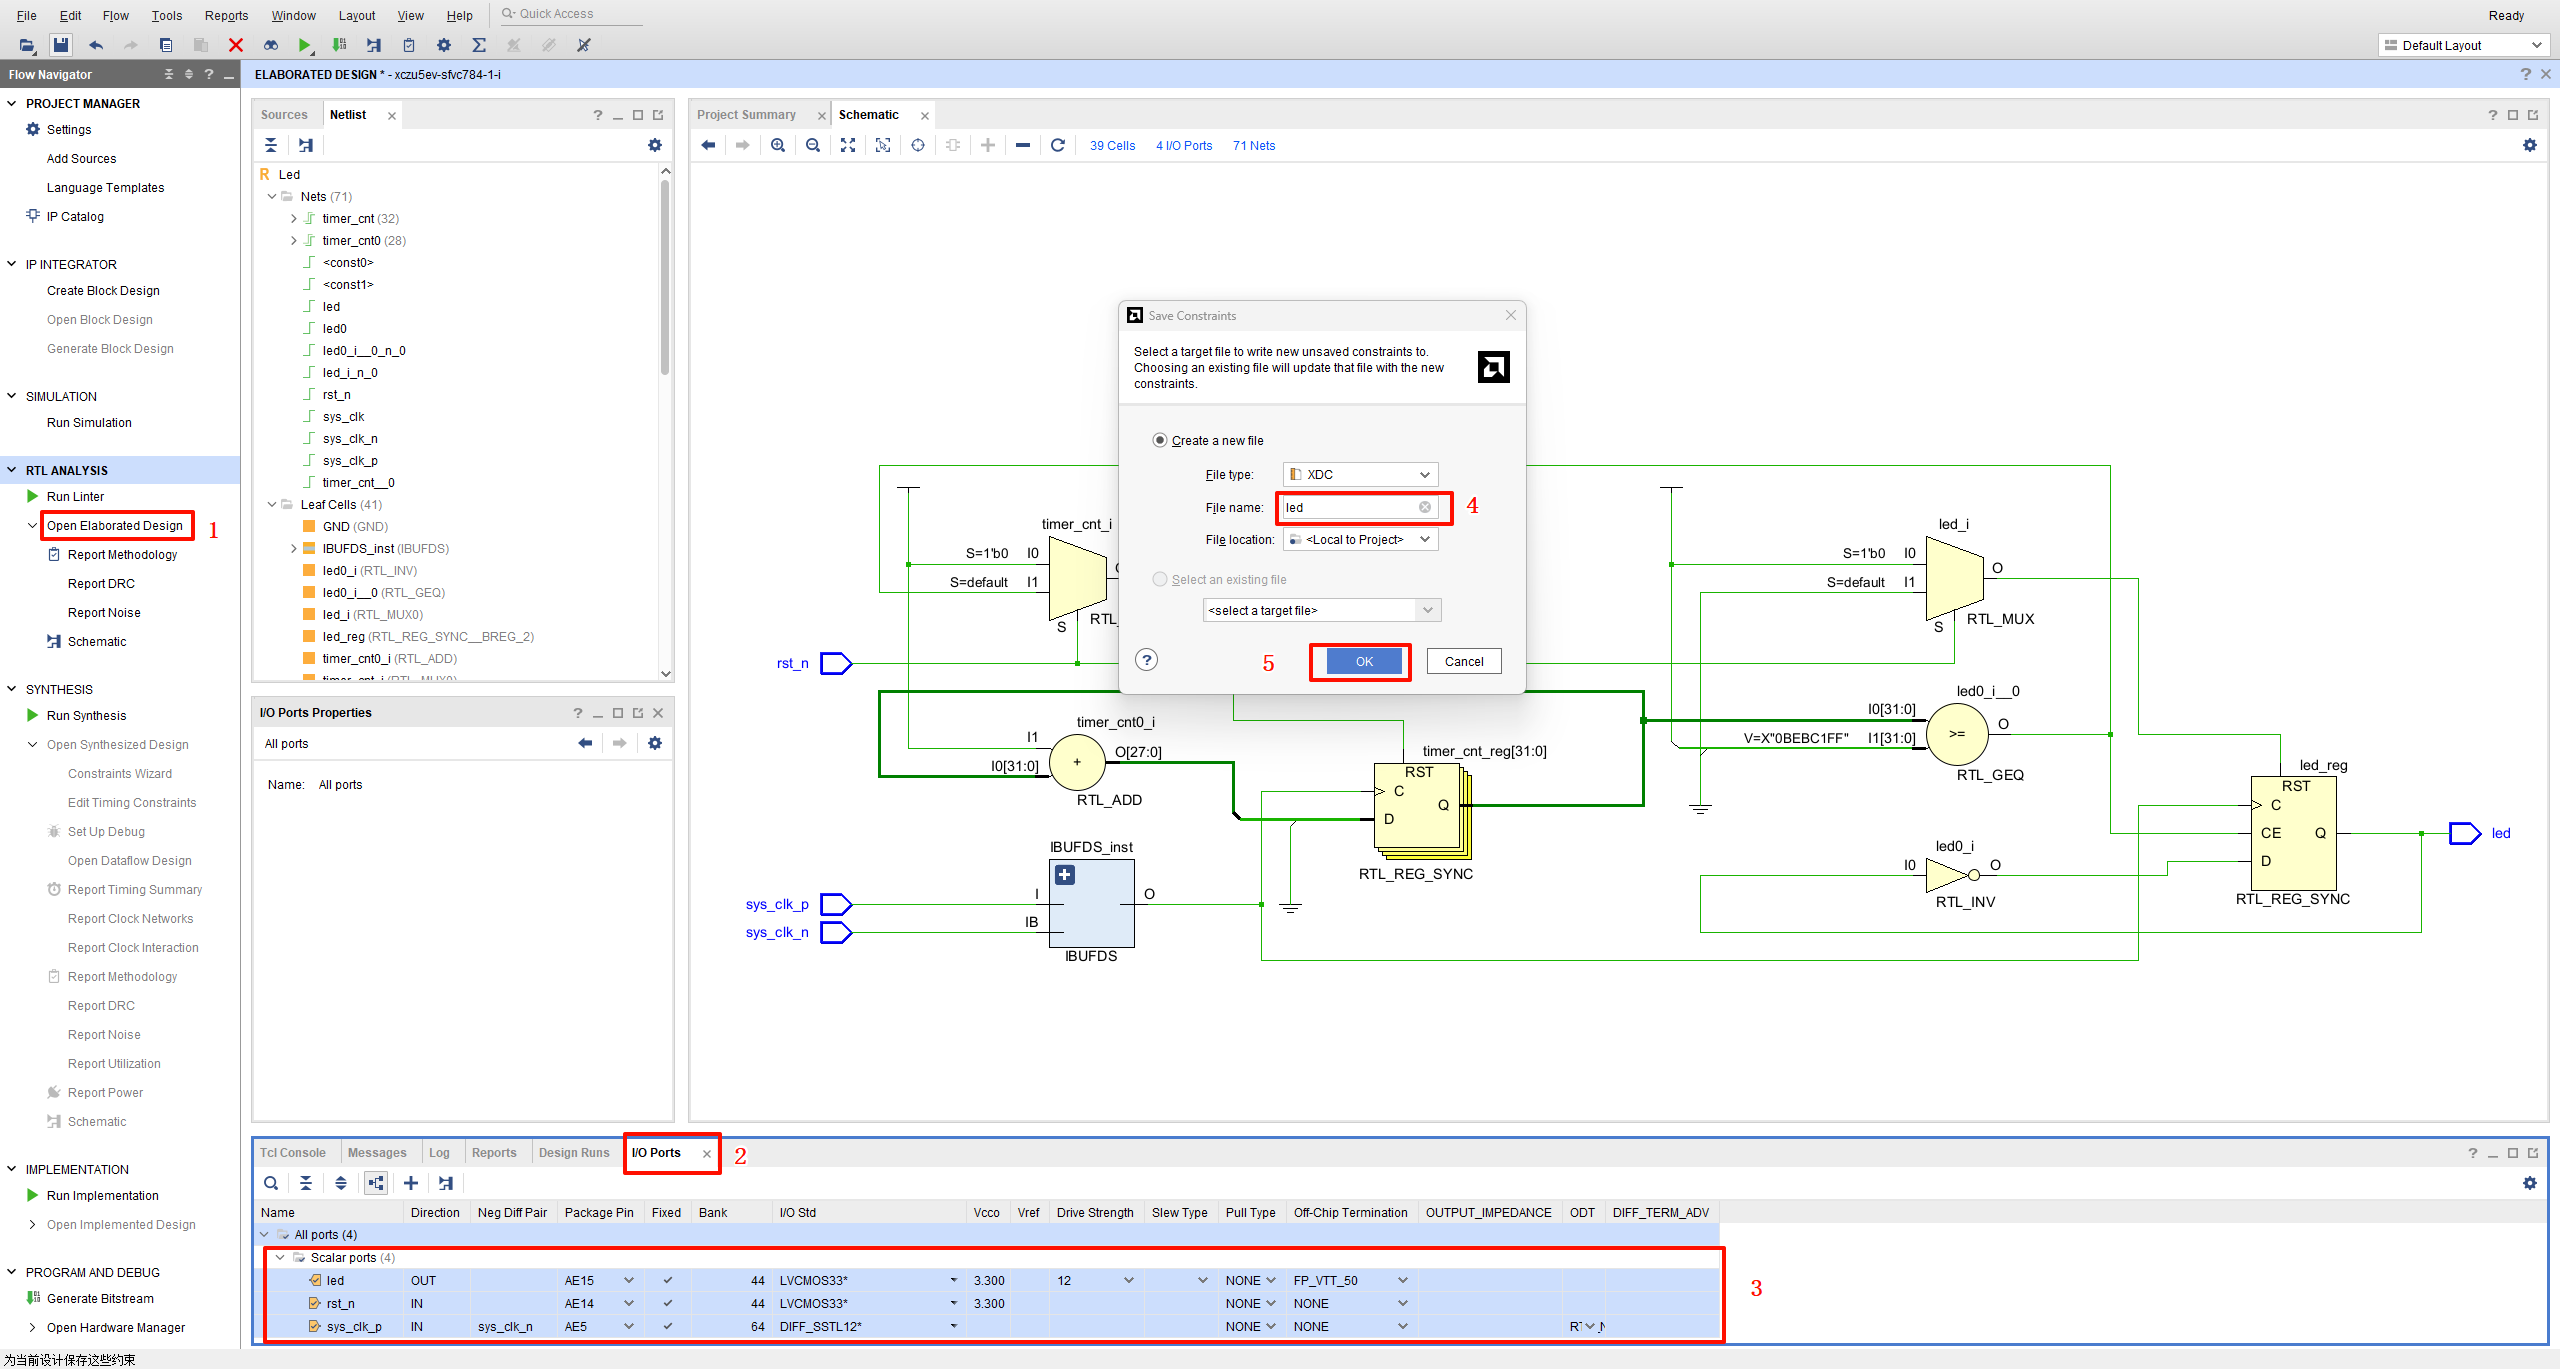 File Edit Flow Tools Reports Window Layout View Help Quick Access Ready
Default Layout
Flow Navigator
ELABORATED DESIGN * - xczu5ev-sfvc784-1-i
PROJECT MANAGER
Settings
Add Sources
Language Templates
IP Catalog
IP INTEGRATOR
Create Block Design
Open Block Design
Generate Block Design
SIMULATION
Run Simulation
RTL ANALYSIS
Run Linter
Open Elaborated Design
1
Report Methodology
Report DRC
Report Noise
Schematic
SYNTHESIS
Run Synthesis
Open Synthesized Design
Constraints Wizard
Edit Timing Constraints
Set Up Debug
Open Dataflow Design
Report Timing Summary
Report Clock Networks
Report Clock Interaction
Report Methodology
Report DRC
Report Noise
Report Utilization
Report Power
Schematic
IMPLEMENTATION
Run Implementation
Open Implemented Design
PROGRAM AND DEBUG
Generate Bitstream
Open Hardware Manager
为当前设计保存这些约束
Sources Netlist
Led
Nets (71)
timer_cnt (32)
timer_cnt0 (28)
<const0>
<const1>
led
led0
led0_i__0_n_0
led_i_n_0
rst_n
sys_clk
sys_clk_n
sys_clk_p
timer_cnt__0
Leaf Cells (41)
GND (GND)
IBUFDS_inst (IBUFDS)
led0_i (RTL_INV)
led0_i__0 (RTL_GEQ)
led_i (RTL_MUX0)
led_reg (RTL_REG_SYNC__BREG_2)
timer_cnt0_i (RTL_ADD)
timer_cnt_i (RTL_MUX0)
I/O Ports Properties
All ports
Name: All ports
Project Summary Schematic
39 Cells 4 I/O Ports 71 Nets
timer_cnt_i
S=1'b0 I0
S=default I1
S
RTL_
rst_n
timer_cnt0_i
I1
I0[31:0]
+
O[27:0]
RTL_ADD
timer_cnt_reg[31:0]
RST
C
Q
D
RTL_REG_SYNC
IBUFDS_inst
I
O
IB
IBUFDS
sys_clk_p
sys_clk_n
led_i
S=1'b0 I0
O
S=default I1
S
RTL_MUX
led0_i__0
I0[31:0]
O
V=X"0BEBC1FF" I1[31:0]
>=
RTL_GEQ
led0_i
I0
O
RTL_INV
led_reg
RST
C
CE
Q
D
RTL_REG_SYNC
led
Save Constraints
Select a target file to write new unsaved constraints to.
Choosing an existing file will update that file with the new
constraints.
Create a new file
File type: XDC
File name: led
4
File location: <Local to Project>
Select an existing file
<select a target file>
5
OK Cancel
Tcl Console Messages Log Reports Design Runs I/O Ports
2
Name Direction Neg Diff Pair Package Pin Fixed Bank I/O Std Vcco Vref Drive Strength Slew Type Pull Type Off-Chip Termination OUTPUT_IMPEDANCE ODT DIFF_TERM_ADV
All ports (4)
Scalar ports (4)
led OUT AE15 44 LVCMOS33* 3.300 12 NONE FP_VTT_50
rst_n IN AE14 44 LVCMOS33* 3.300 NONE NONE
sys_clk_p IN sys_clk_n AE5 64 DIFF_SSTL12* NONE NONE
3